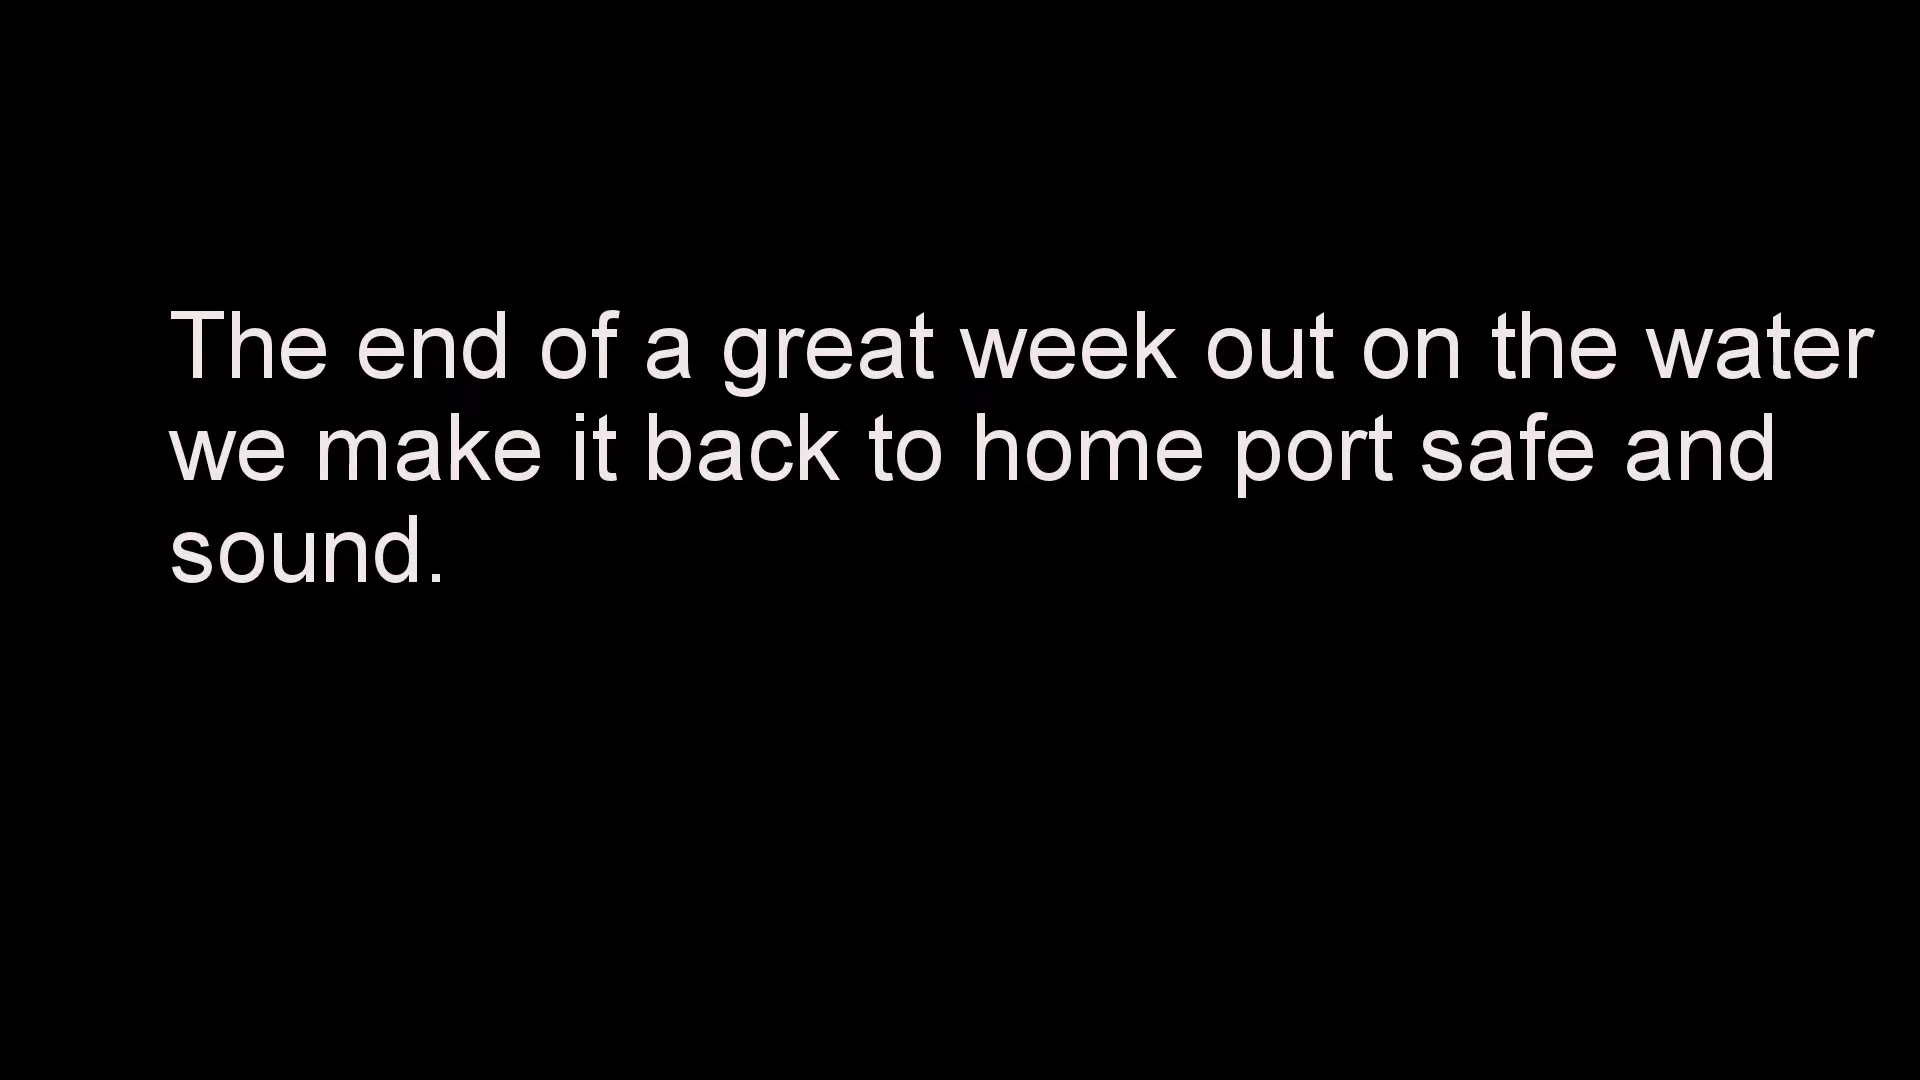 The end of a great week out on the water
we make it back to home port safe and
sound.